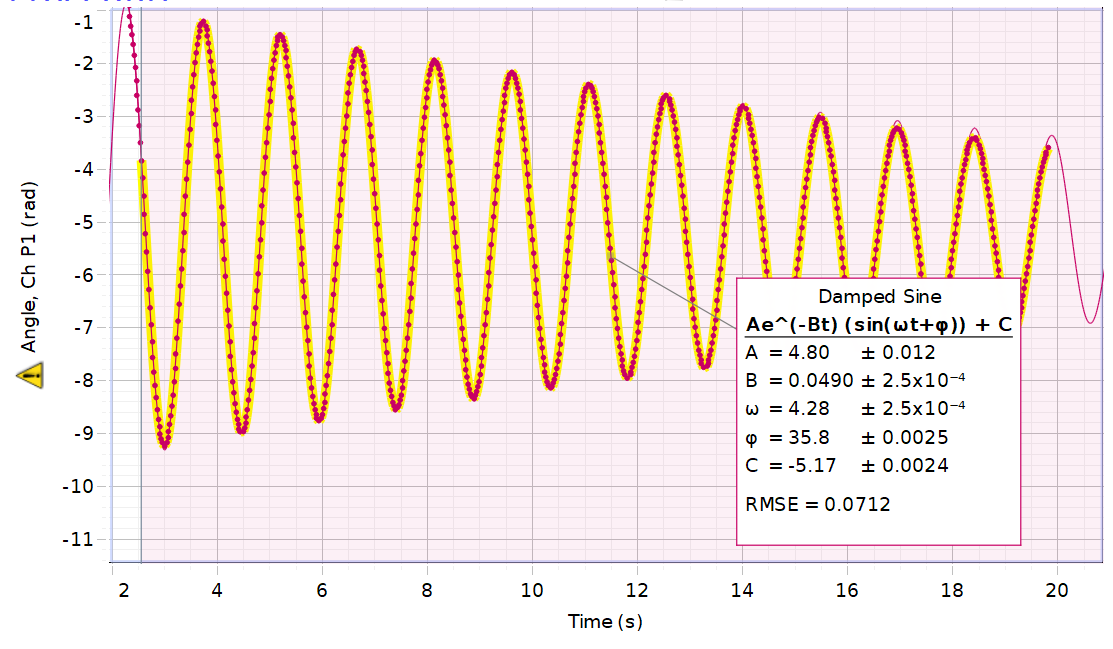 -1
-2
-3
-4
-5
-6
-7
-8
-9
-10
-11
Angle, Ch P1 (rad)
Damped Sine
Ae^(-Bt) (sin(ωt+φ)) + C
A = 4.80 ± 0.012
B = 0.0490 ± 2.5x10⁻⁴
ω = 4.28 ± 2.5x10⁻⁴
φ = 35.8 ± 0.0025
C = -5.17 ± 0.0024
RMSE = 0.0712
2 4 6 8 10 12 14 16 18 20
Time (s)